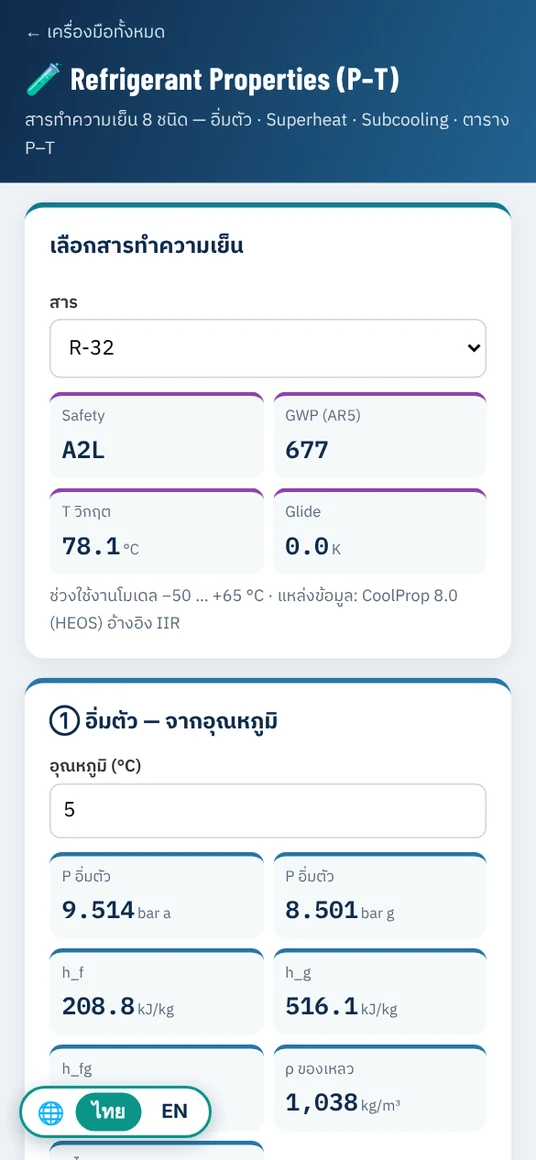 ← เครื่องมือทั้งหมด
🧪 Refrigerant Properties (P–T)
สารทำความเย็น 8 ชนิด — อิ่มตัว · Superheat · Subcooling · ตาราง
P–T
เลือกสารทำความเย็น
สาร
R-32
Safety
A2L
GWP (AR5)
677
T วิกฤต
78.1 °C
Glide
0.0 K
ช่วงใช้งานโมเดล −50 … +65 °C · แหล่งข้อมูล: CoolProp 8.0
(HEOS) อ้างอิง IIR
① อิ่มตัว — จากอุณหภูมิ
อุณหภูมิ (°C)
5
P อิ่มตัว
9.514 bar a
P อิ่มตัว
8.501 bar g
h_f
208.8 kJ/kg
h_g
516.1 kJ/kg
h_fg
ρ ของเหลว
1,038 kg/m³
🌐 ไทย EN